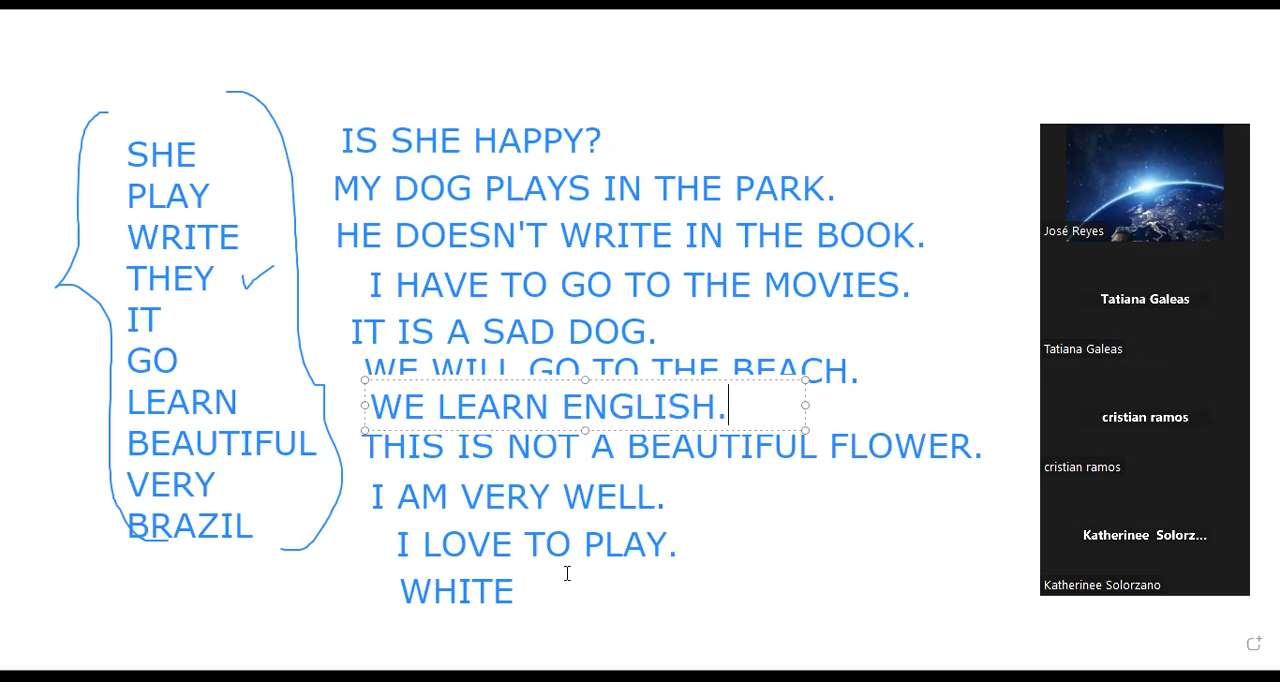 SHE
PLAY
WRITE
THEY
IT
GO
LEARN
BEAUTIFUL
VERY
BRAZIL
IS SHE HAPPY?
MY DOG PLAYS IN THE PARK.
HE DOESN'T WRITE IN THE BOOK.
I HAVE TO GO TO THE MOVIES.
IT IS A SAD DOG.
WE WILL GO TO THE BEACH.
WE LEARN ENGLISH.
THIS IS NOT A BEAUTIFUL FLOWER.
I AM VERY WELL.
I LOVE TO PLAY.
WHITE
José Reyes
Tatiana Galeas
Tatiana Galeas
cristian ramos
cristian ramos
Katherinee Solorz...
Katherinee Solorzano